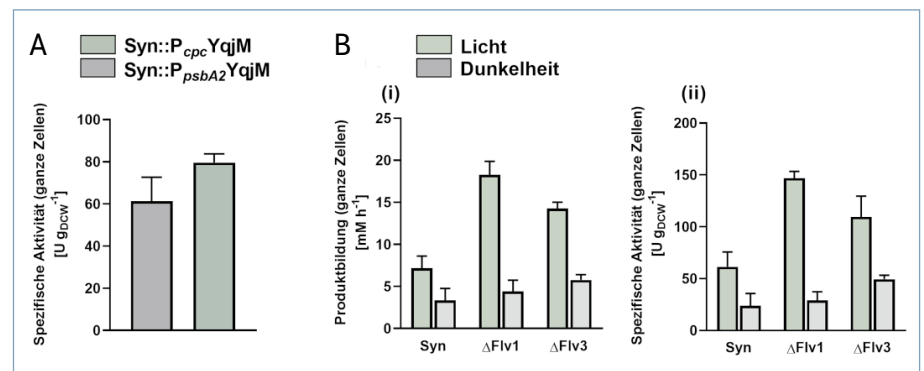 A
Syn::PcpcYqjM
Syn::PpsbA2YqjM
Spezifische Aktivität (ganze Zellen)
[U gDCW-1]
100
80
60
40
20
0
B
Licht
Dunkelheit
(i)
Produktbildung (ganze Zellen)
[mM h-1]
25
20
15
10
5
0
Syn
ΔFlv1
ΔFlv3
(ii)
Spezifische Aktivität (ganze Zellen)
[U gDCW-1]
200
150
100
50
0
Syn
ΔFlv1
ΔFlv3